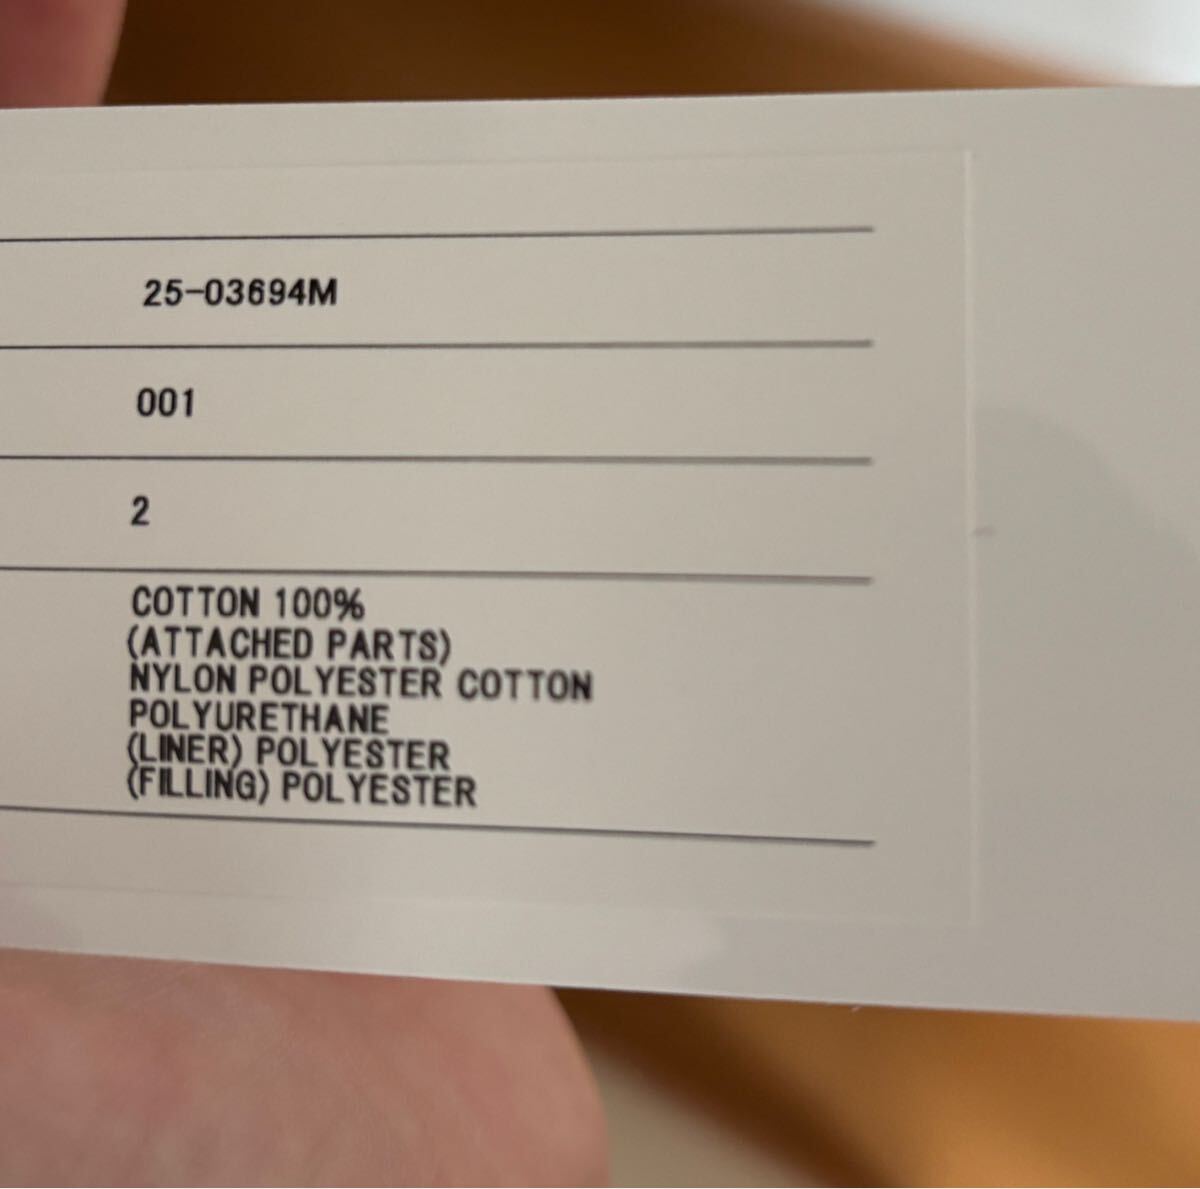 25-03694M
001
2
COTTON 100%
(ATTACHED PARTS)
NYLON POLYESTER COTTON
POLYURETHANE
(LINER) POLYESTER
(FILLING) POLYESTER